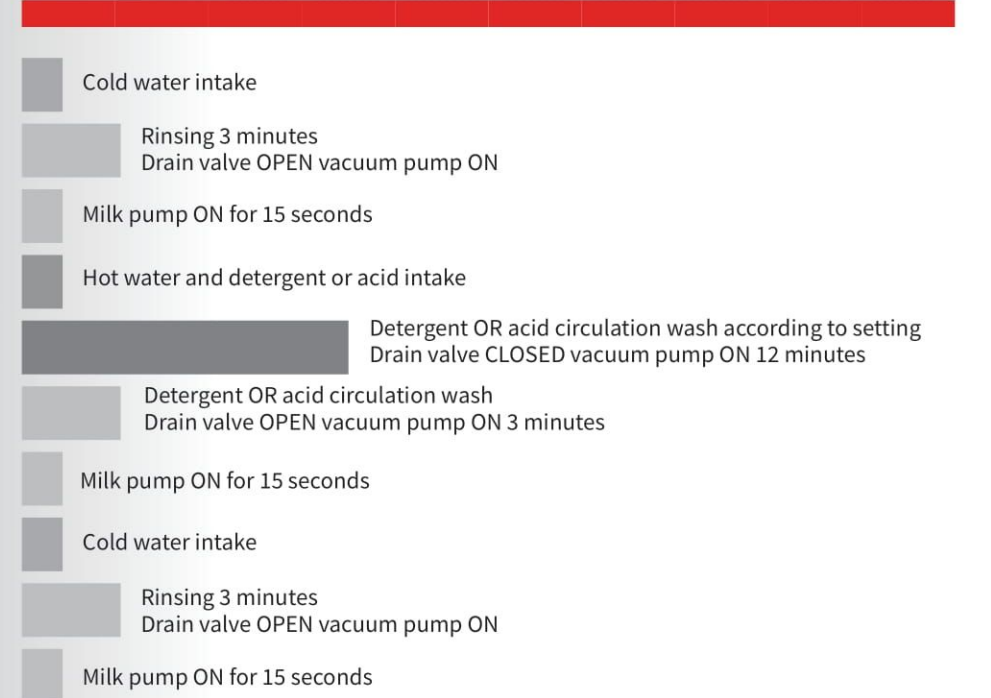 Cold water intake
Rinsing 3 minutes
Drain valve OPEN vacuum pump ON
Milk pump ON for 15 seconds
Hot water and detergent or acid intake
Detergent OR acid circulation wash according to setting
Drain valve CLOSED vacuum pump ON 12 minutes
Detergent OR acid circulation wash
Drain valve OPEN vacuum pump ON 3 minutes
Milk pump ON for 15 seconds
Cold water intake
Rinsing 3 minutes
Drain valve OPEN vacuum pump ON
Milk pump ON for 15 seconds